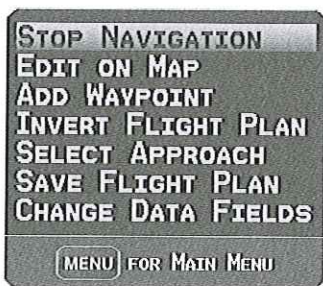 STOP NAVIGATION
EDIT ON MAP
ADD WAYPOINT
INVERT FLIGHT PLAN
SELECT APPROACH
SAVE FLIGHT PLAN
CHANGE DATA FIELDS
MENU FOR MAIN MENU